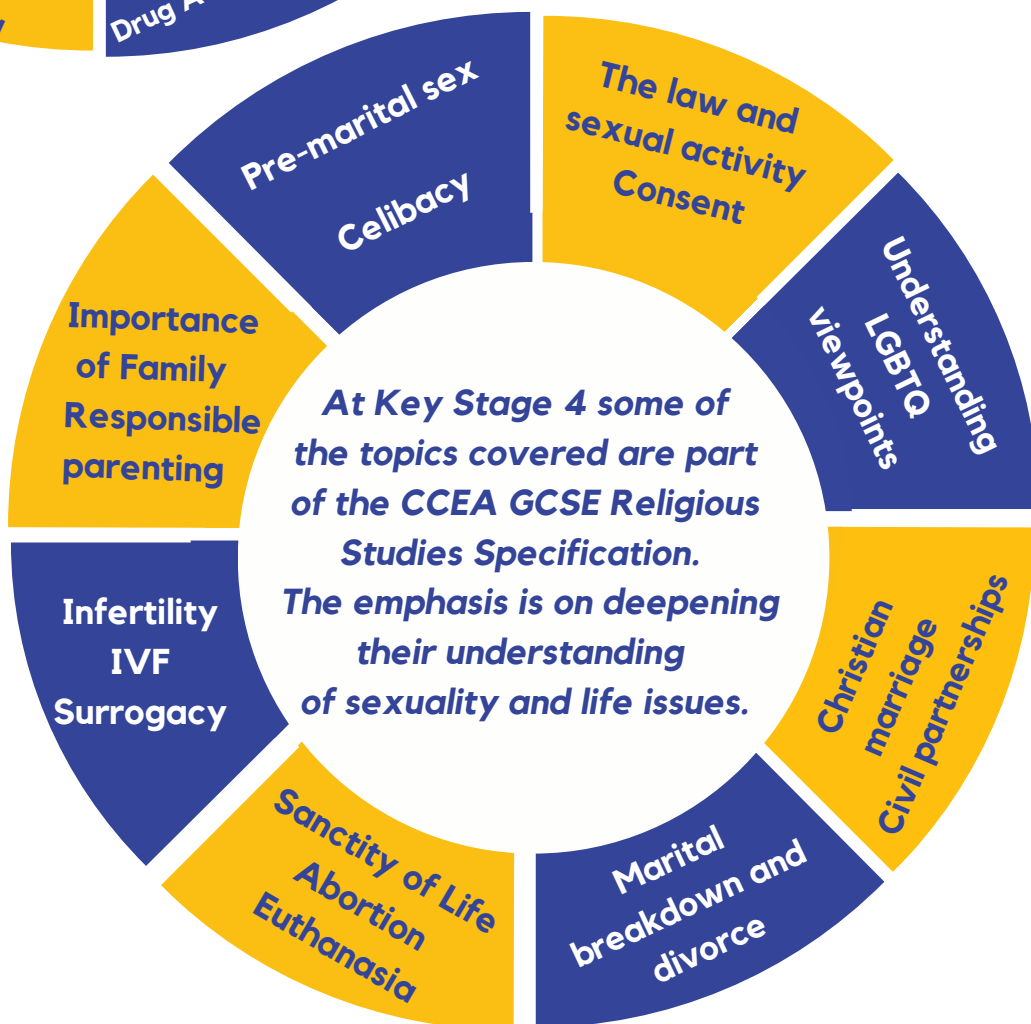 Drug A
Pre-marital sex
Celibacy
The law and
sexual activity
Consent
Understanding
LGBTQ
viewpoints
Christian
marriage
Civil partnerships
Marital
breakdown and
divorce
Sanctity of Life
Abortion
Euthanasia
Infertility
IVF
Surrogacy
Importance
of Family
Responsible
parenting
At Key Stage 4 some of
the topics covered are part
of the CCEA GCSE Religious
Studies Specification.
The emphasis is on deepening
their understanding
of sexuality and life issues.